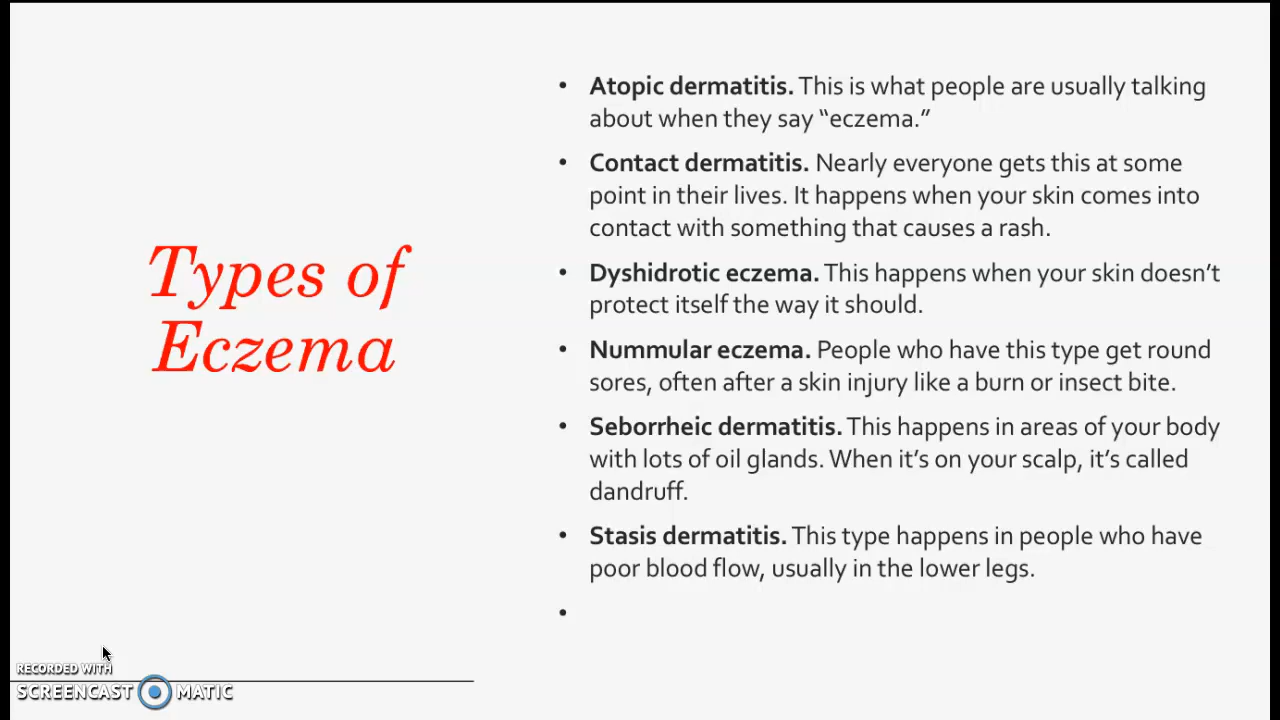 Types of
Eczema
• Atopic dermatitis. This is what people are usually talking
about when they say “eczema.”
• Contact dermatitis. Nearly everyone gets this at some
point in their lives. It happens when your skin comes into
contact with something that causes a rash.
• Dyshidrotic eczema. This happens when your skin doesn’t
protect itself the way it should.
• Nummular eczema. People who have this type get round
sores, often after a skin injury like a burn or insect bite.
• Seborrheic dermatitis. This happens in areas of your body
with lots of oil glands. When it’s on your scalp, it’s called
dandruff.
• Stasis dermatitis. This type happens in people who have
poor blood flow, usually in the lower legs.
•
RECORDED WITH
SCREENCAST MATIC